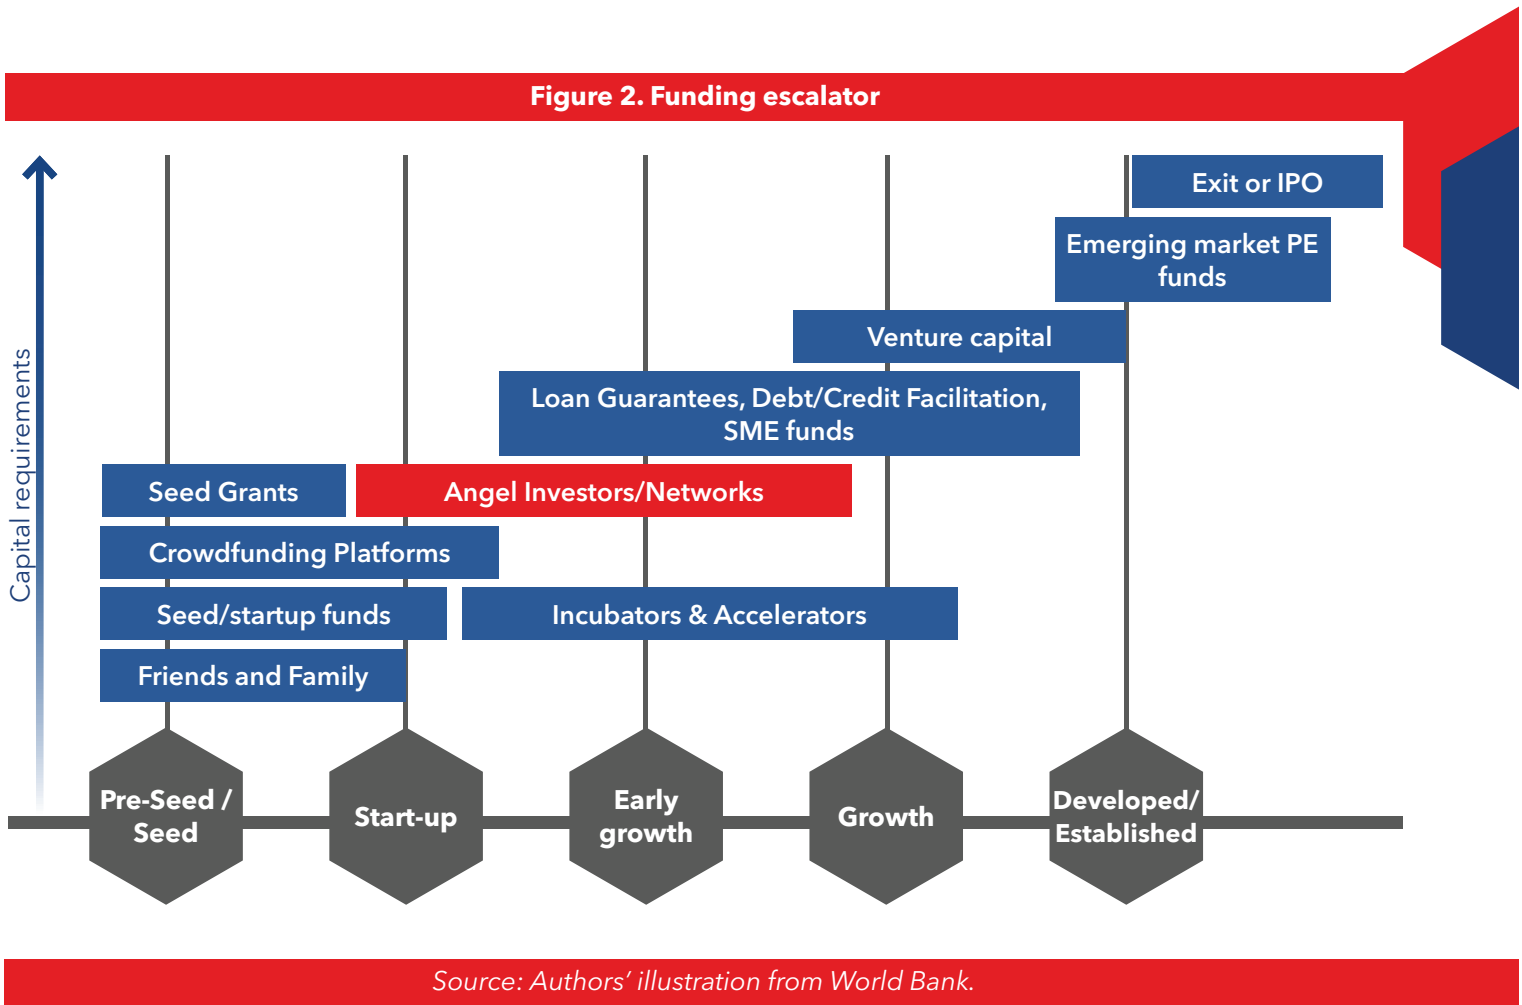 Figure 2. Funding escalator
Capital requirements
Exit or IPO
Emerging market PE
funds
Venture capital
Loan Guarantees, Debt/Credit Facilitation,
SME funds
Seed Grants
Angel Investors/Networks
Crowdfunding Platforms
Seed/startup funds
Incubators & Accelerators
Friends and Family
Pre-Seed /
Seed
Start-up
Early
growth
Growth
Developed/
Established
Source: Authors’ illustration from World Bank.